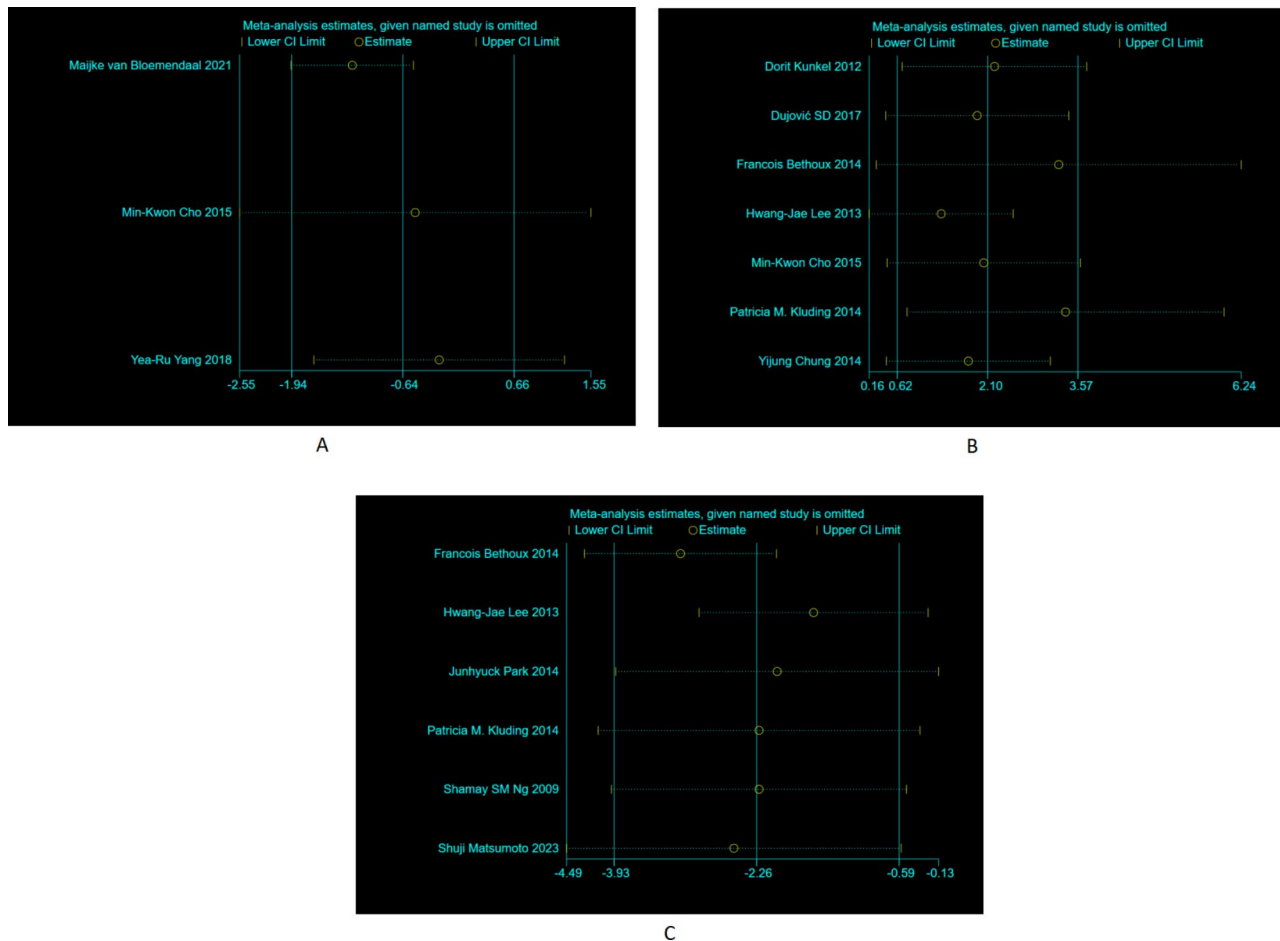 Meta-analysis estimates, given named study is omitted
| Lower CI Limit ○ Estimate | Upper CI Limit
Maijke van Bloemendaal 2021
Min-Kwon Cho 2015
Yea-Ru Yang 2018
-2.55 -1.94 -0.64 0.66 1.55
A
Meta-analysis estimates, given named study is omitted
| Lower CI Limit ○ Estimate | Upper CI Limit
Dorit Kunkel 2012
Dujović SD 2017
Francois Bethoux 2014
Hwang-Jae Lee 2013
Min-Kwon Cho 2015
Patricia M. Kluding 2014
Yijung Chung 2014
0.16 0.62 2.10 3.57 6.24
B
Meta-analysis estimates, given named study is omitted
| Lower CI Limit ○ Estimate | Upper CI Limit
Francois Bethoux 2014
Hwang-Jae Lee 2013
Junhyuck Park 2014
Patricia M. Kluding 2014
Shamay SM Ng 2009
Shuji Matsumoto 2023
-4.49 -3.93 -2.26 -0.59 -0.13
C